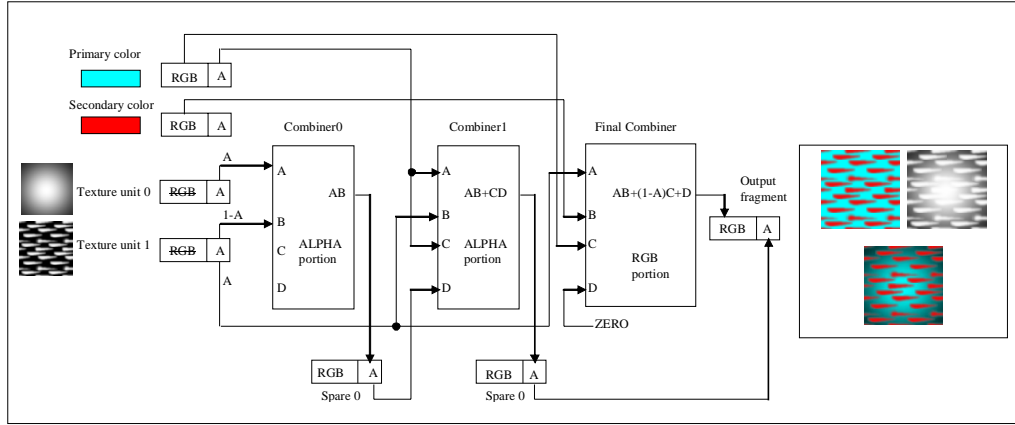 Primary color
RGB A
Secondary color
RGB A
Combiner0
Combiner1
Final Combiner
A
Texture unit 0
RGB A
1-A
Texture unit 1
RGB A
A
A
B
C
D
AB
ALPHA
portion
A
B
C
D
AB+CD
ALPHA
portion
A
B
C
D
AB+(1-A)C+D
RGB
portion
ZERO
Output
fragment
RGB A
RGB A
Spare 0
RGB A
Spare 0